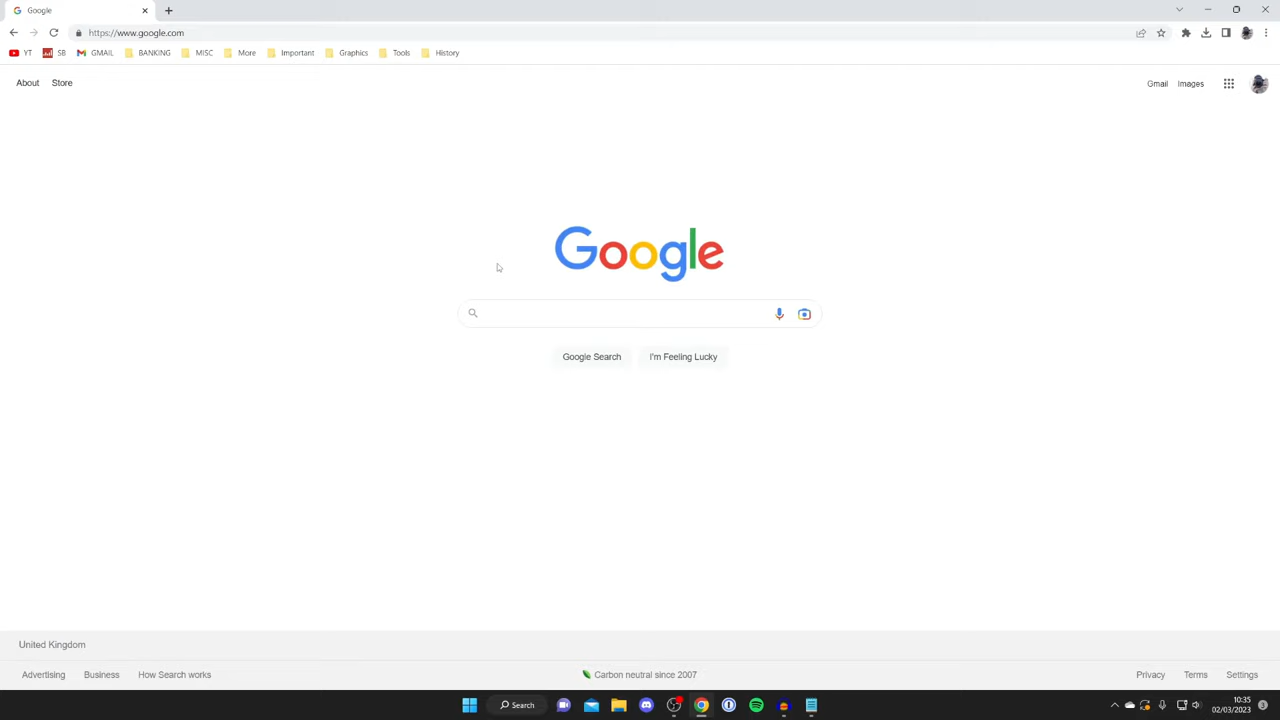 Google
https://www.google.com
YT SB GMAIL BANKING MISC More Important Graphics Tools History
About Store Gmail Images
Google
Google Search I'm Feeling Lucky
United Kingdom
Advertising Business How Search works Carbon neutral since 2007 Privacy Terms Settings
Search 10:35
02/03/2023 3